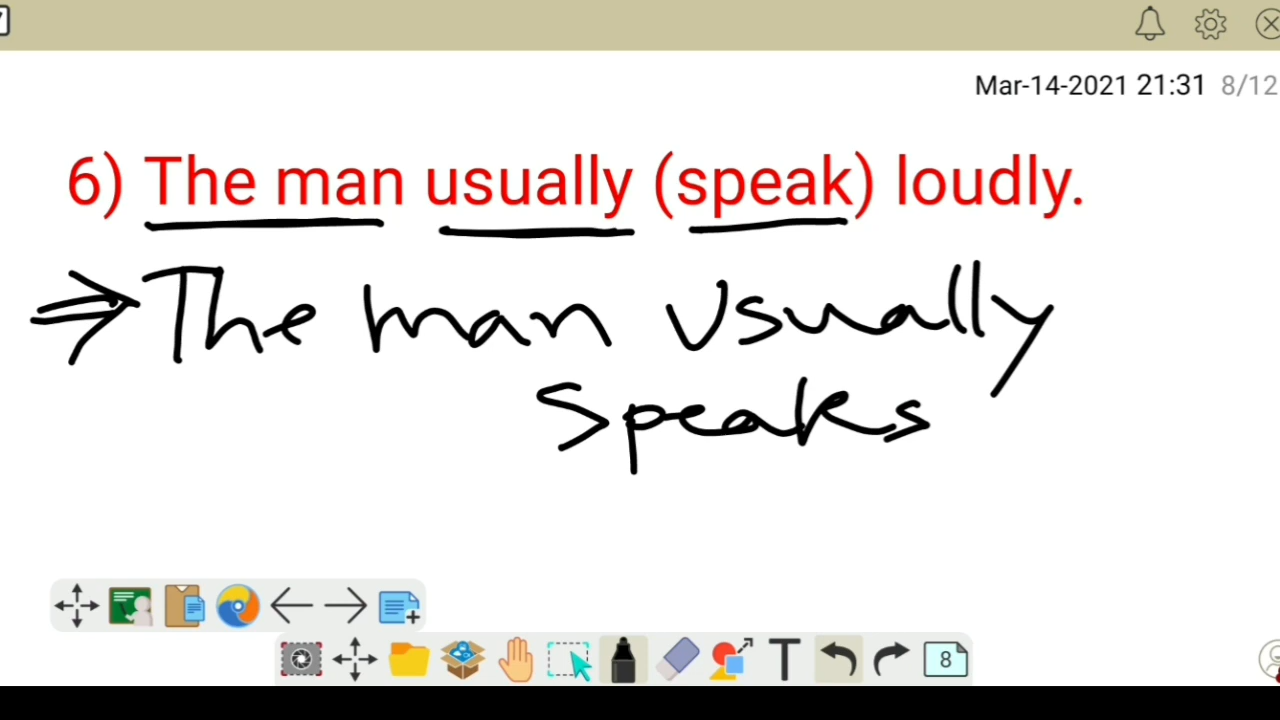 Mar-14-2021 21:31 8/12
6) The man usually (speak) loudly.
⇒ The man usually
speaks
8